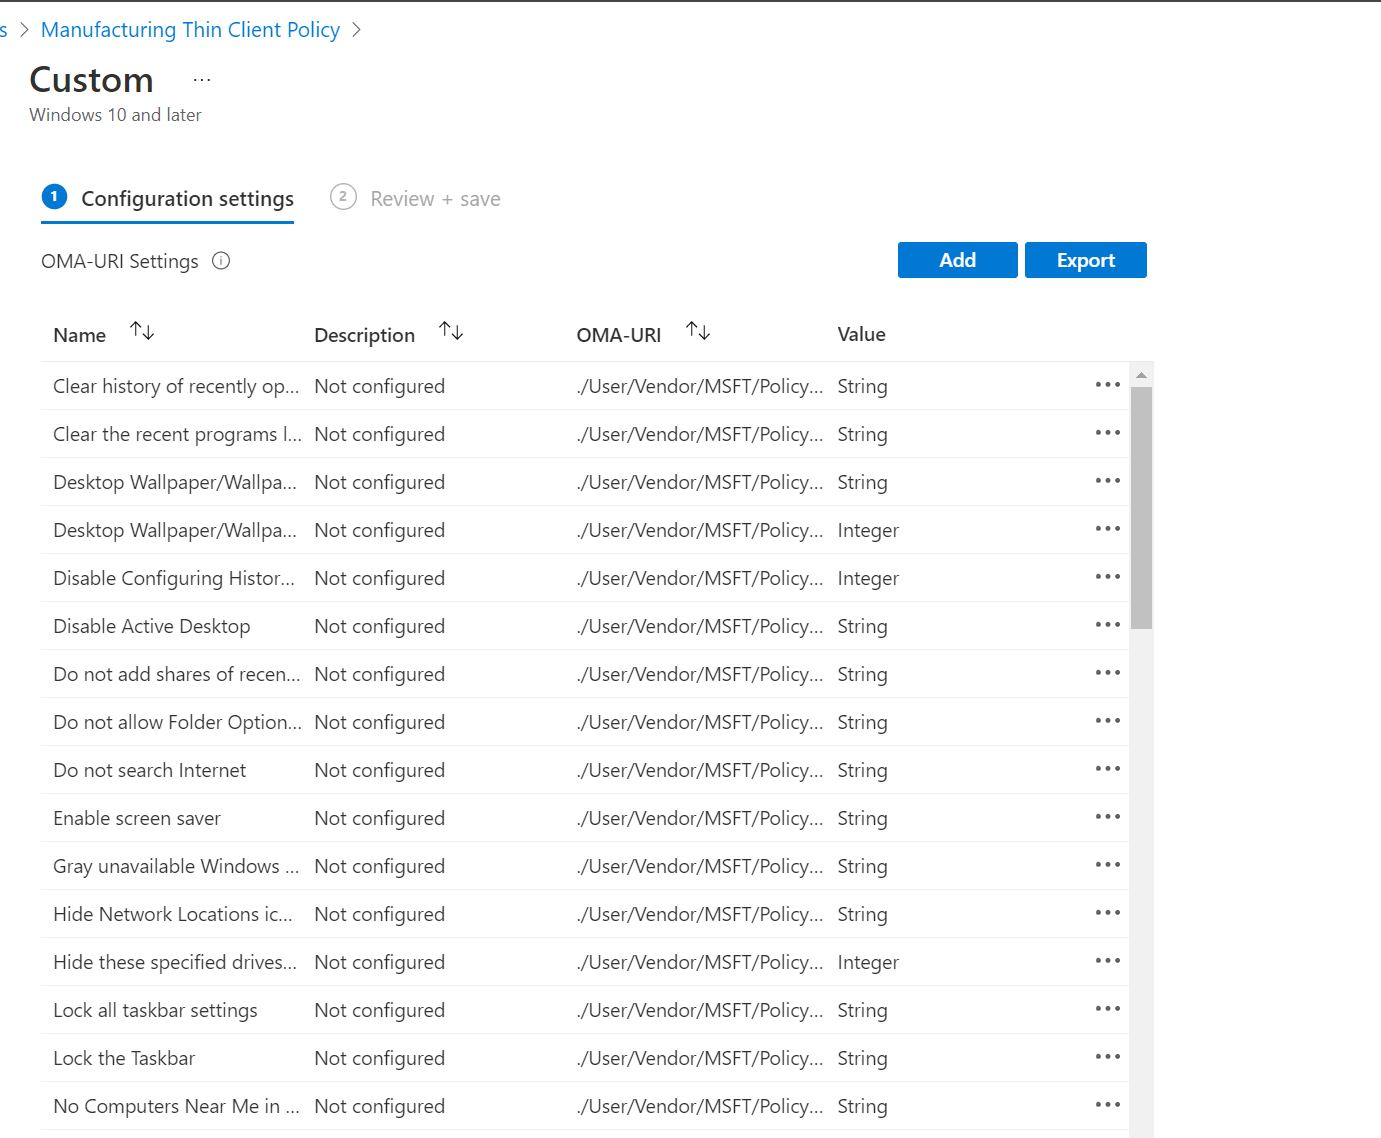 s > Manufacturing Thin Client Policy >
Custom ...
Windows 10 and later
1 Configuration settings 2 Review + save
OMA-URI Settings
Add Export
Name Description OMA-URI Value
Clear history of recently op... Not configured ./User/Vendor/MSFT/Policy... String
Clear the recent programs l... Not configured ./User/Vendor/MSFT/Policy... String
Desktop Wallpaper/Wallpa... Not configured ./User/Vendor/MSFT/Policy... String
Desktop Wallpaper/Wallpa... Not configured ./User/Vendor/MSFT/Policy... Integer
Disable Configuring Histor... Not configured ./User/Vendor/MSFT/Policy... Integer
Disable Active Desktop Not configured ./User/Vendor/MSFT/Policy... String
Do not add shares of recen... Not configured ./User/Vendor/MSFT/Policy... String
Do not allow Folder Option... Not configured ./User/Vendor/MSFT/Policy... String
Do not search Internet Not configured ./User/Vendor/MSFT/Policy... String
Enable screen saver Not configured ./User/Vendor/MSFT/Policy... String
Gray unavailable Windows ... Not configured ./User/Vendor/MSFT/Policy... String
Hide Network Locations ic... Not configured ./User/Vendor/MSFT/Policy... String
Hide these specified drives... Not configured ./User/Vendor/MSFT/Policy... Integer
Lock all taskbar settings Not configured ./User/Vendor/MSFT/Policy... String
Lock the Taskbar Not configured ./User/Vendor/MSFT/Policy... String
No Computers Near Me in ... Not configured ./User/Vendor/MSFT/Policy... String